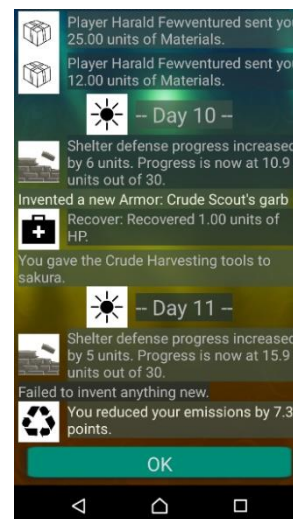 Player Harald Fewventured sent you
25.00 units of Materials.
Player Harald Fewventured sent you
12.00 units of Materials.
-- Day 10 --
Shelter defense progress increased
by 6 units. Progress is now at 10.9
units out of 30.
Invented a new Armor: Crude Scout's garb
Recover: Recovered 1.00 units of
HP.
You gave the Crude Harvesting tools to
sakura.
-- Day 11 --
Shelter defense progress increased
by 5 units. Progress is now at 15.9
units out of 30.
Failed to invent anything new.
You reduced your emissions by 7.3
points.
OK